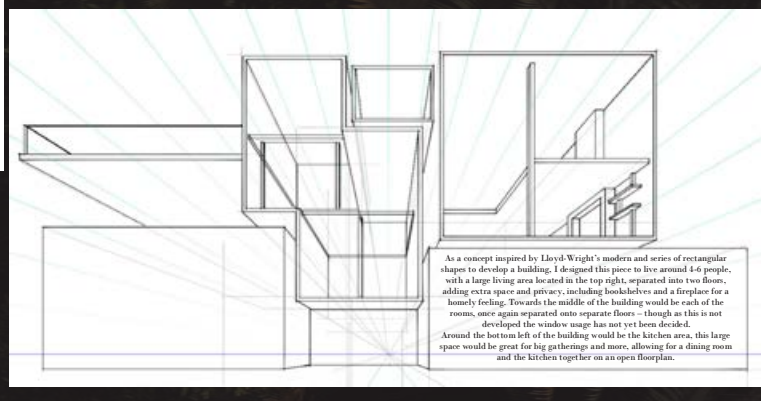 As a concept inspired by Lloyd-Wright's modern and series of rectangular
shapes to develop a building, I designed this piece to live around 4-6 people,
with a large living area located in the top right, separated into two floors,
adding extra space and privacy, including bookshelves and a fireplace for a
homely feeling. Towards the middle of the building would be each of the
rooms, once again separated onto separate floors – though as this is not
developed the window usage has not yet been decided.
Around the bottom left of the building would be the kitchen area, this large
space would be great for big gatherings and more, allowing for a dining room
and the kitchen together on an open floorplan.